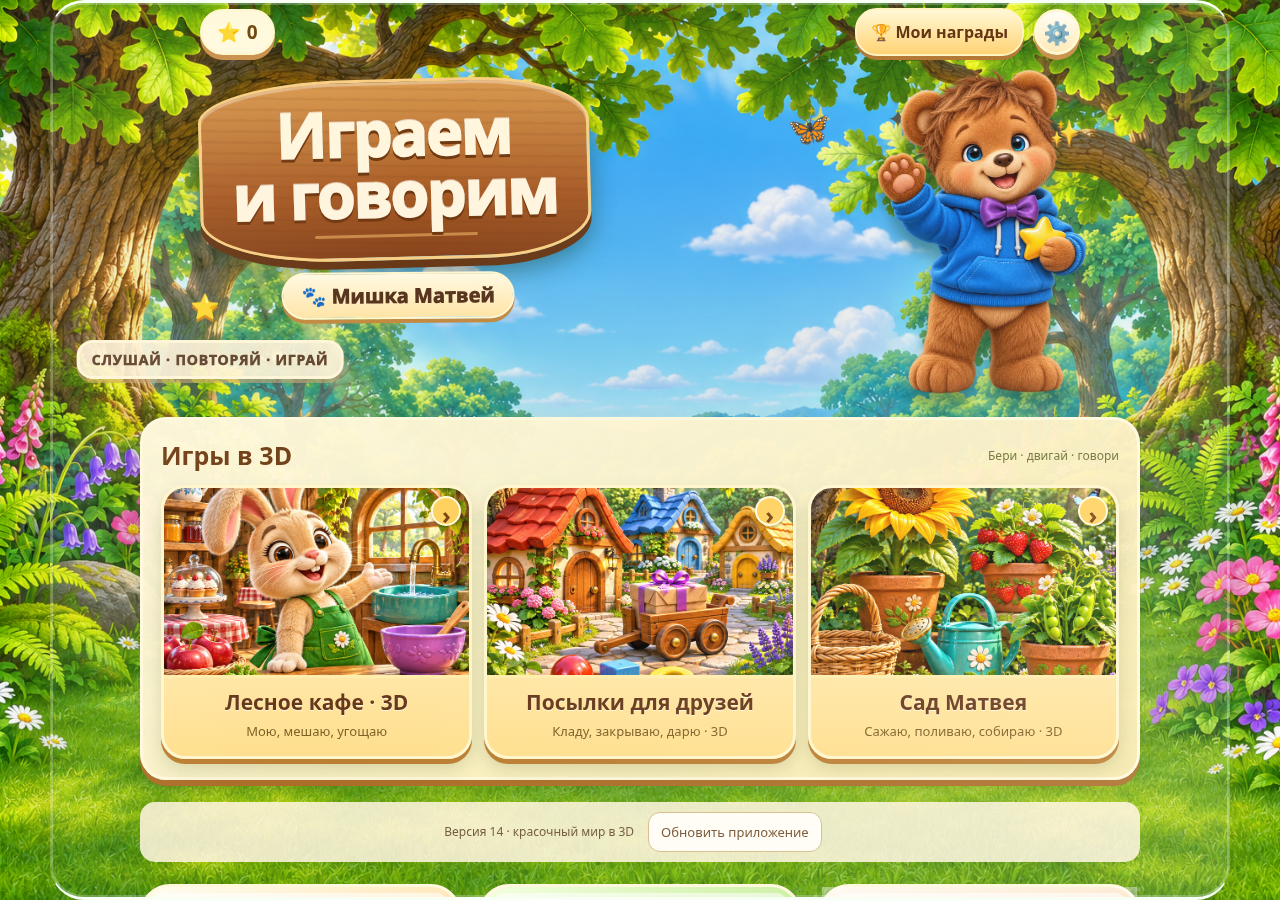 0
Мои награды
Играем
и говорим
Мишка Матвей
СЛУШАЙ · ПОВТОРЯЙ · ИГРАЙ
Игры в 3D
Бери · двигай · говори
Лесное кафе · 3D
Мою, мешаю, угощаю
Посылки для друзей
Кладу, закрываю, дарю · 3D
Сад Матвея
Сажаю, поливаю, собираю · 3D
Версия 14 · красочный мир в 3D
Обновить приложение